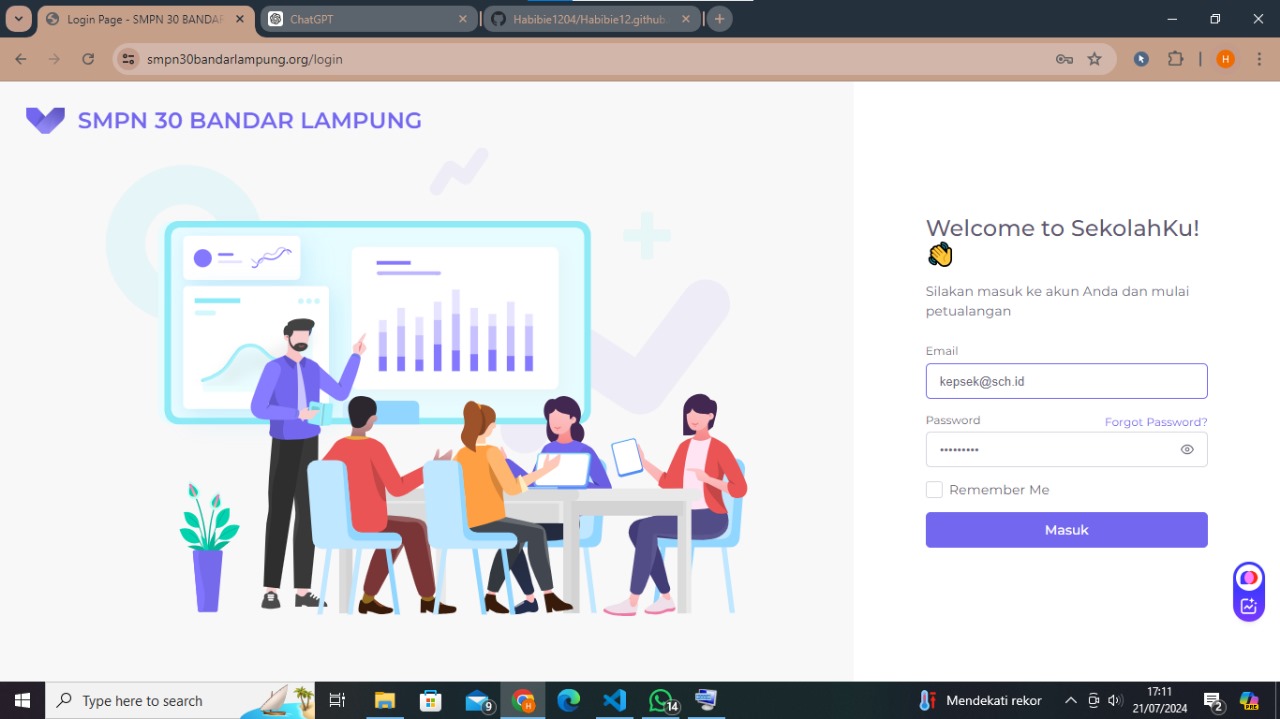 Login Page - SMPN 30 BANDAR
ChatGPT
Habibie1204/Habibie12.github.
smpn30bandarlampung.org/login
H
SMPN 30 BANDAR LAMPUNG
Welcome to SekolahKu!
Silakan masuk ke akun Anda dan mulai
petualangan
Email
kepsek@sch.id
Password
Forgot Password?
•••••••••
Remember Me
Masuk
Type here to search
9
H
14
Mendekati rekor
17:11
21/07/2024
2
PRE